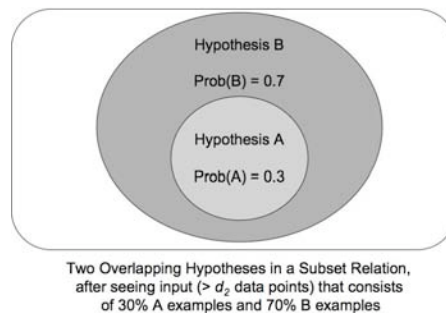 Hypothesis B
Prob(B) = 0.7
Hypothesis A
Prob(A) = 0.3
Two Overlapping Hypotheses in a Subset Relation,
after seeing input (> d₂ data points) that consists
of 30% A examples and 70% B examples